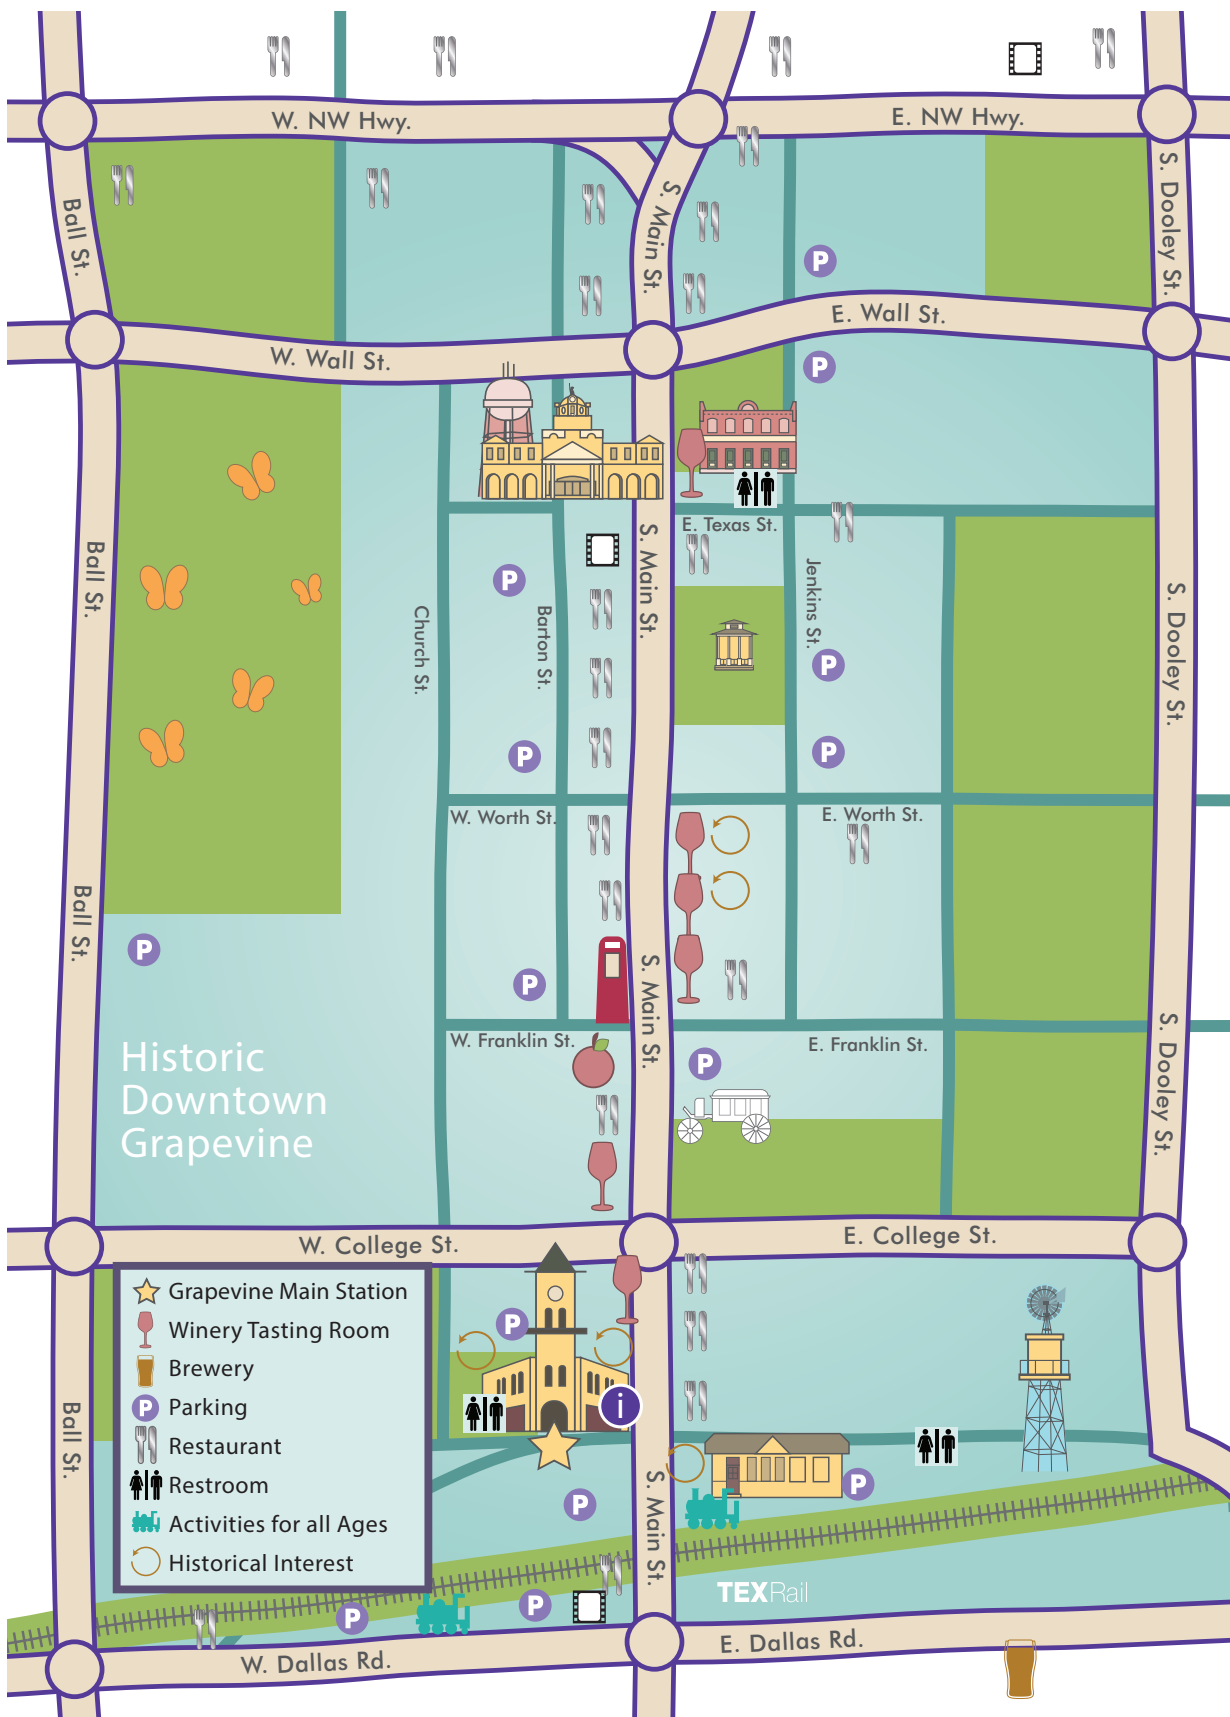 W. NW Hwy.
E. NW Hwy.
Ball St.
S. Main St.
S. Dooley St.
P
E. Wall St.
W. Wall St.
P
E. Texas St.
S. Main St.
Ball St.
Jenkins St.
P
Church St.
Barton St.
S. Dooley St.
P
P
P
W. Worth St.
E. Worth St.
Ball St.
P
P
S. Main St.
W. Franklin St.
E. Franklin St.
S. Dooley St.
P
Historic
Downtown
Grapevine
W. College St.
E. College St.
Grapevine Main Station
Winery Tasting Room
Brewery
P Parking
Restaurant
Restroom
Activities for all Ages
Historical Interest
P
i
Ball St.
P
P
S. Main St.
TEXRail
P
P
W. Dallas Rd.
E. Dallas Rd.